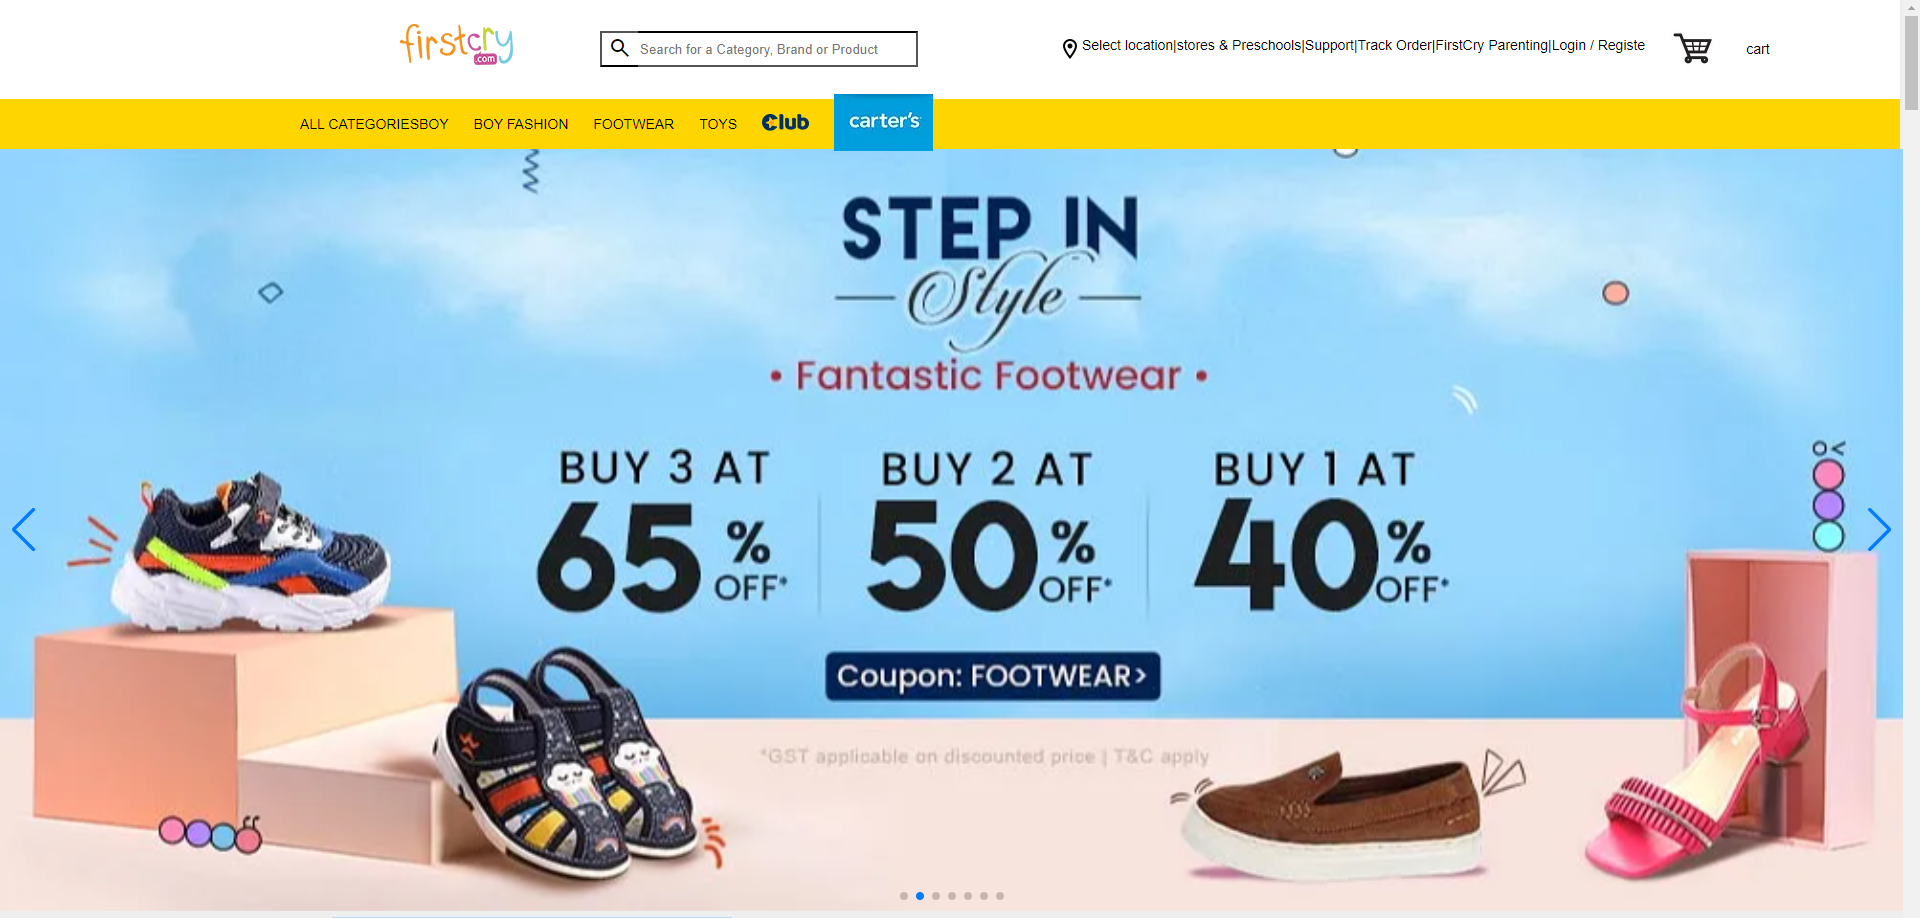 firstcry
.com
Search for a Category, Brand or Product
Select location|stores & Preschools|Support|Track Order|FirstCry Parenting|Login / Registe
cart
ALL CATEGORIESBOY BOY FASHION FOOTWEAR TOYS Club carter's
STEP IN
Style
• Fantastic Footwear •
BUY 3 AT
65% OFF*
BUY 2 AT
50% OFF*
BUY 1 AT
40% OFF*
Coupon: FOOTWEAR>
*GST applicable on discounted price | T&C apply